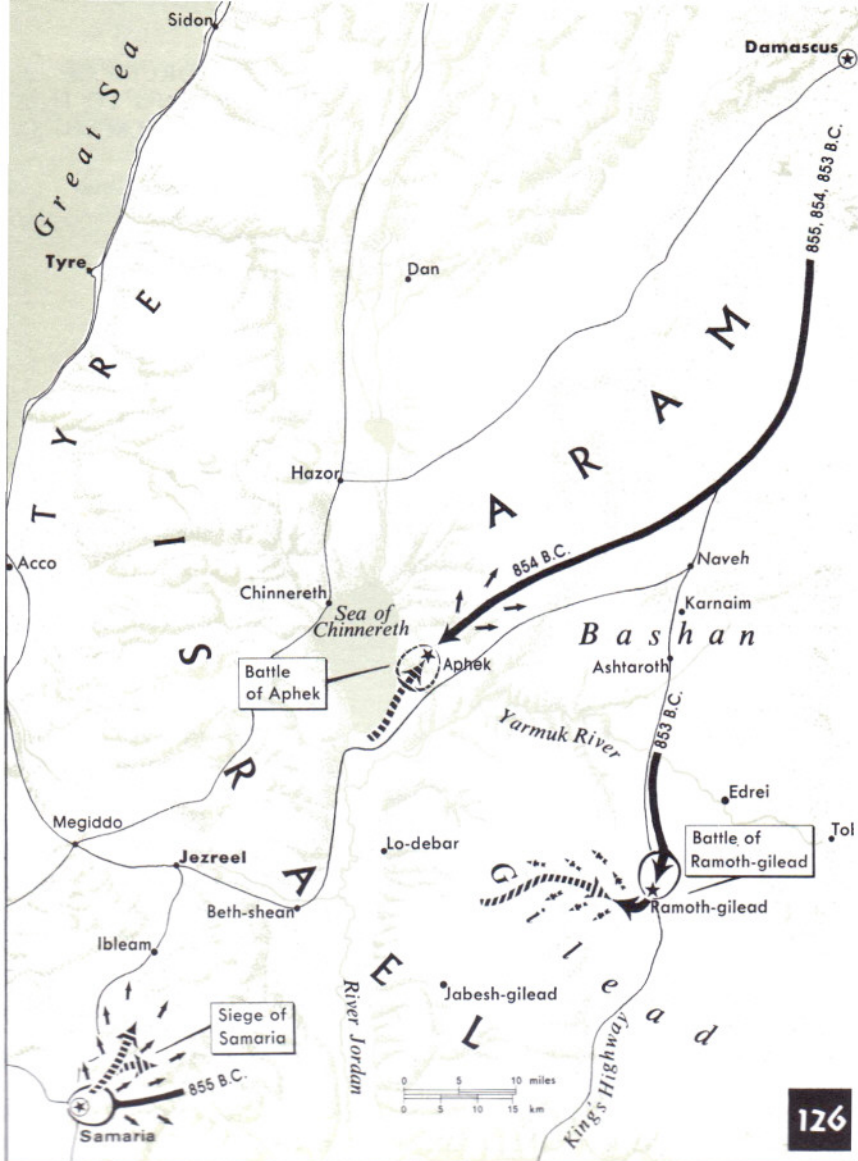 Sidon
Damascus
Great Sea
855, 854, 853 B.C.
Tyre
Dan
TYRE
ARAM
Hazor
ISRAEL
Acco
854 B.C.
Naveh
Chinnereth
Sea of
Chinnereth
Karnaim
Bashan
Battle
of Aphek
Aphek
Ashtaroth
Yarmuk River
853 B.C.
Edrei
Megiddo
Lo-debar
Battle of
Ramoth-gilead
Tob
Jezreel
Gilead
Beth-shean
Ramoth-gilead
Ibleam
Jabesh-gilead
River Jordan
Siege of
Samaria
King's Highway
0 5 10 miles
0 5 10 15 km
855 B.C.
Samaria
126